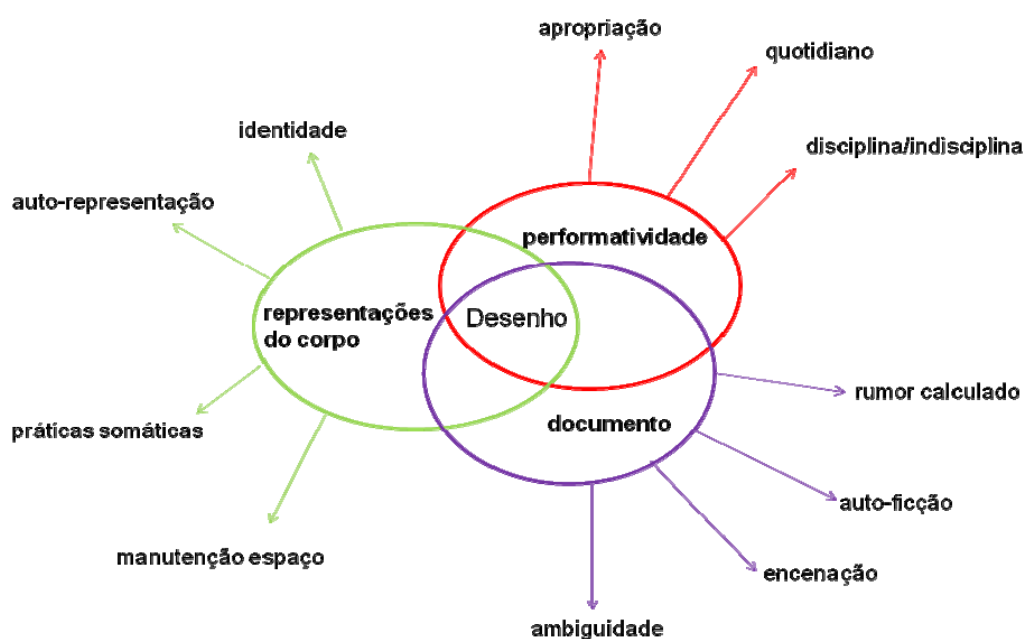 apropriação
quotidiano
identidade
disciplina/indisciplina
auto-representação
performatividade
representações
do corpo
Desenho
rumor calculado
documento
práticas somáticas
auto-ficção
manutenção espaço
encenação
ambiguidade